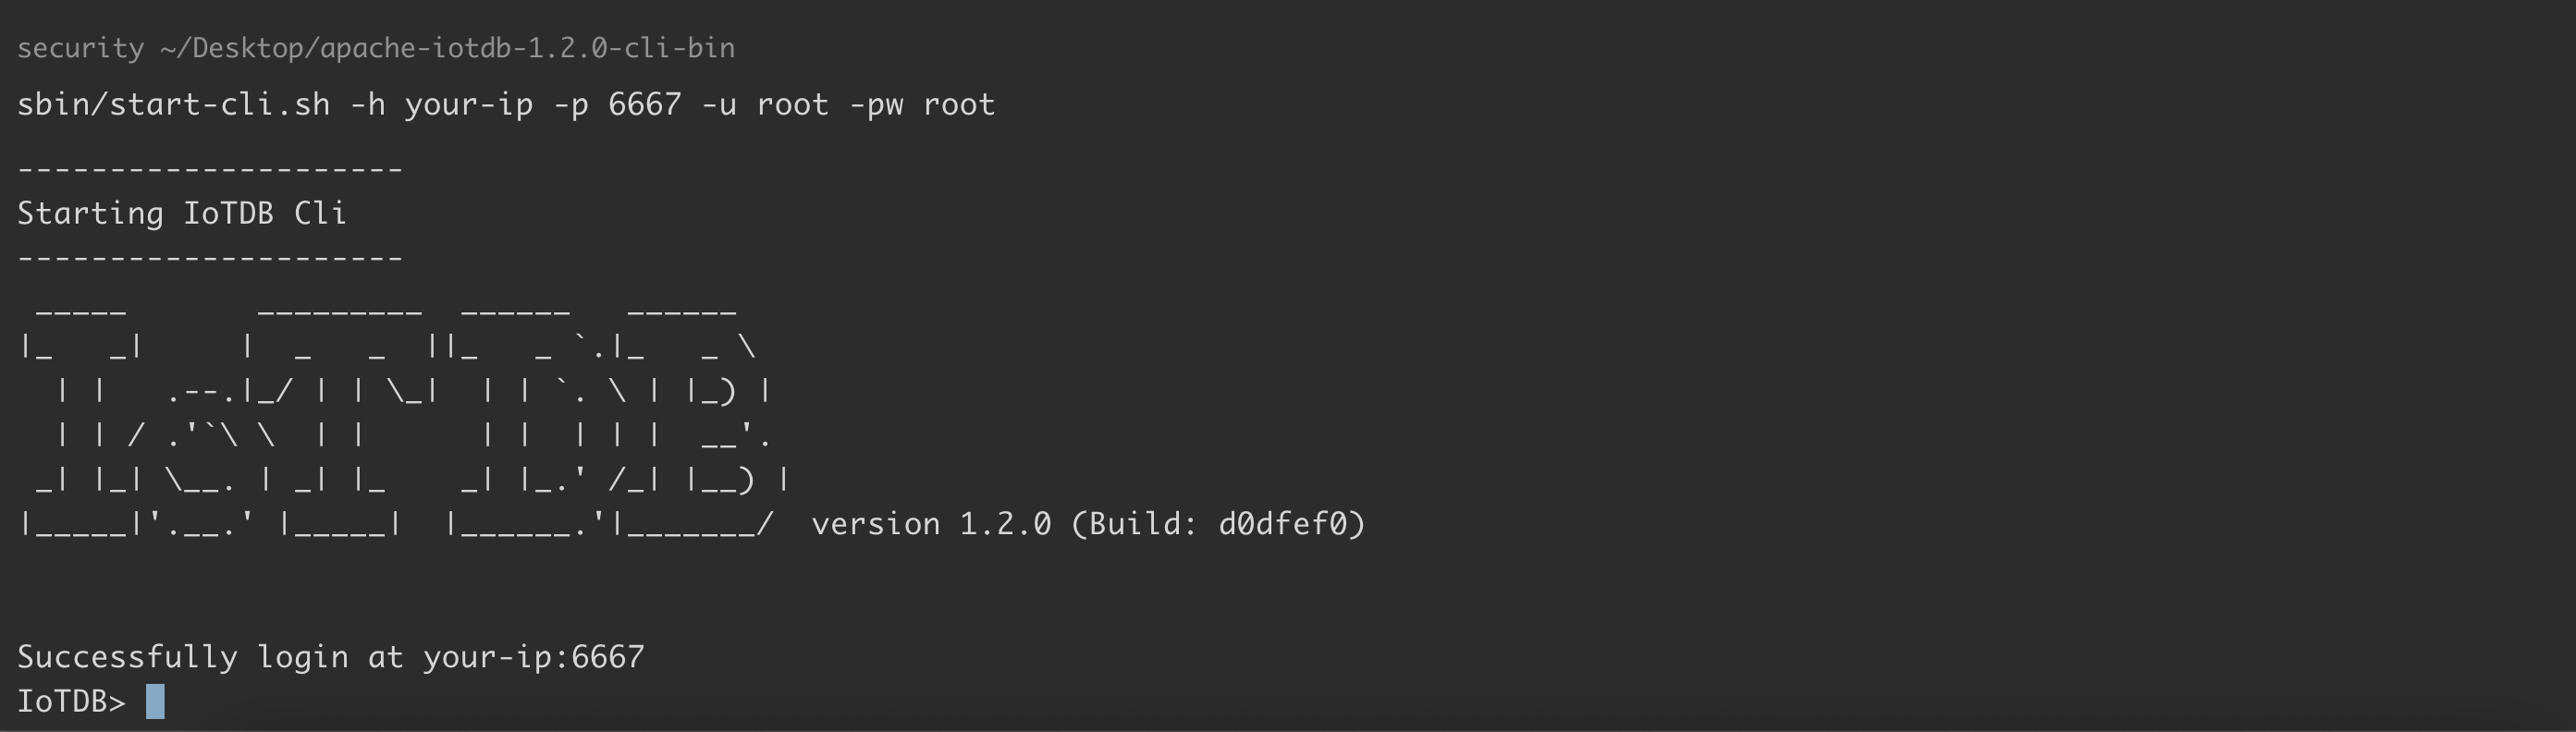 security ~/Desktop/apache-iotdb-1.2.0-cli-bin
sbin/start-cli.sh -h your-ip -p 6667 -u root -pw root
---------------------
Starting IoTDB Cli
---------------------
 _____       _________  ______   ______
|_   _|     |  _   _  ||_   _ `.|_   _ \
  | |   .--.|_/ | | \_|  | | `. \ | |_) |
  | | / .'`\ \  | |      | |  | | |  __'.
 _| |_| \__. | _| |_    _| |_.' /_| |__) |
|_____|'.__.' |_____|  |______.'|_______/  version 1.2.0 (Build: d0dfef0)
Successfully login at your-ip:6667
IoTDB>